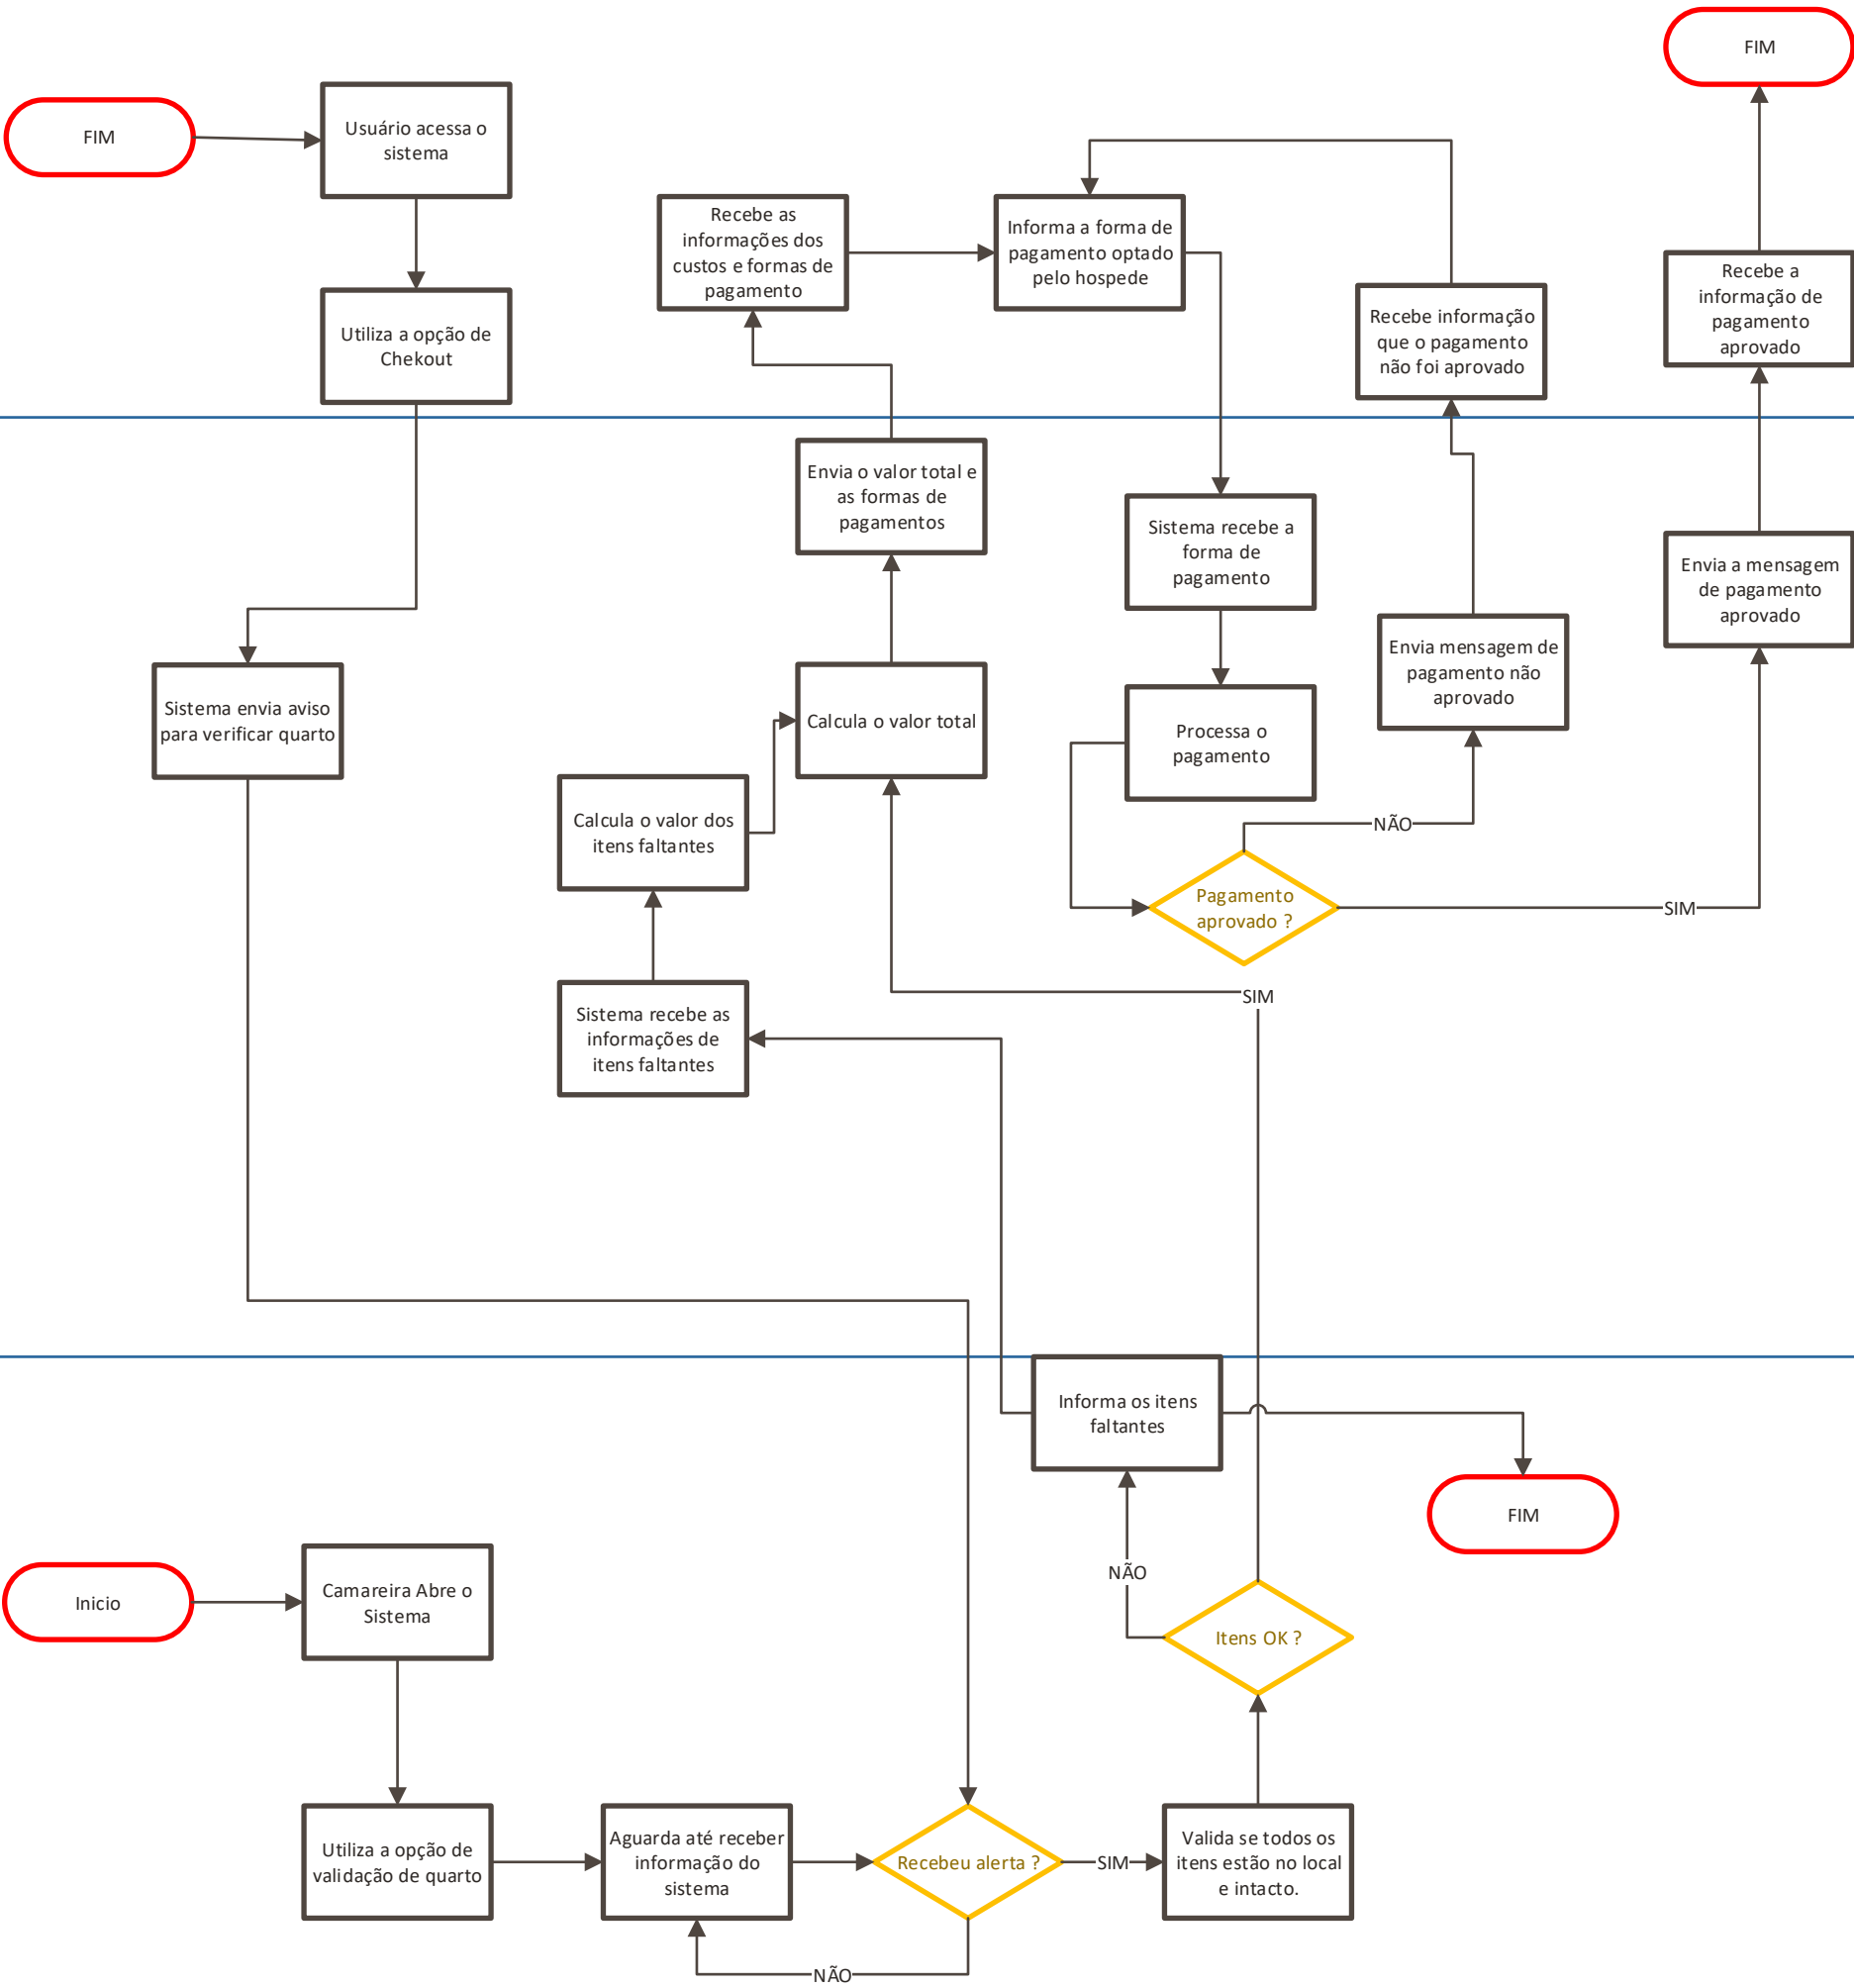 FIM
FIM
Usuário acessa o
sistema
Recebe as
informações dos
custos e formas de
pagamento
Informa a forma de
pagamento optado
pelo hospede
Recebe a
informação de
pagamento
aprovado
Utiliza a opção de
Chekout
Recebe informação
que o pagamento
não foi aprovado
Envia o valor total e
as formas de
pagamentos
Sistema recebe a
forma de
pagamento
Envia a mensagem
de pagamento
aprovado
Envia mensagem de
pagamento não
aprovado
Sistema envia aviso
para verificar quarto
Calcula o valor total
Processa o
pagamento
Calcula o valor dos
itens faltantes
NÃO
Pagamento
aprovado ?
SIM
SIM
Sistema recebe as
informações de
itens faltantes
Informa os itens
faltantes
FIM
NÃO
Inicio
Camareira Abre o
Sistema
Itens OK ?
Utiliza a opção de
validação de quarto
Aguarda até receber
informação do
sistema
Recebeu alerta ?
SIM
Valida se todos os
itens estão no local
e intacto.
NÃO